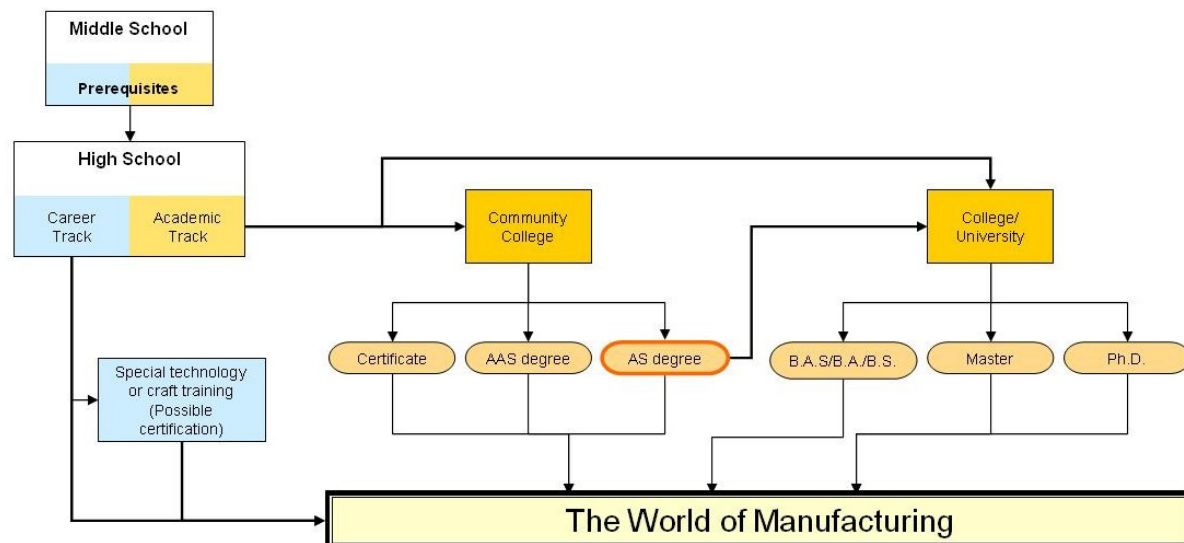 Middle School
Prerequisites
High School
Career
Track
Academic
Track
Community
College
College/
University
Certificate
AAS degree
AS degree
B.A.S/B.A./B.S.
Master
Ph.D.
Special technology
or craft training
(Possible
certification)
The World of Manufacturing